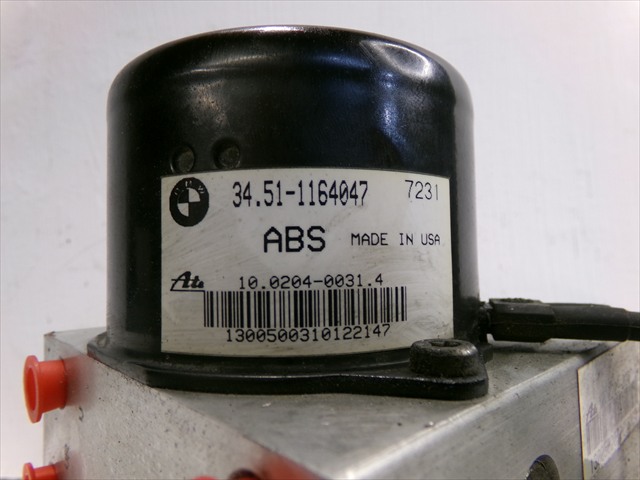 34.51-1164047 7231
ABS MADE IN USA
Ate 10.0204-0031.4
1300500310122147